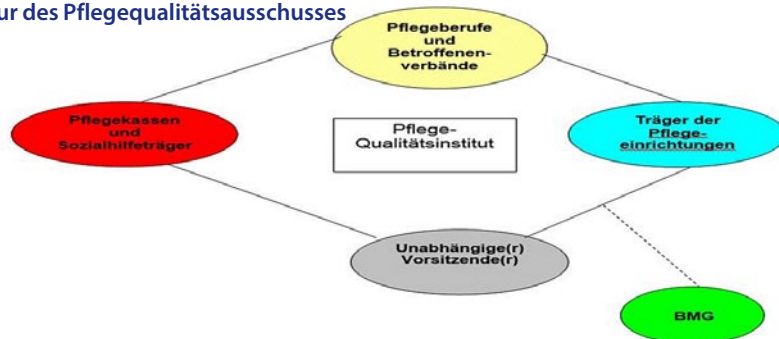 ur des Pflegequalitätsausschusses
Pflegeberufe
und
Betroffenen-
verbände
Pflegekassen
und
Sozialhilfeträger
Pflege-
Qualitätsinstitut
Träger der
Pflege-
einrichtungen
Unabhängige(r)
Vorsitzende(r)
BMG